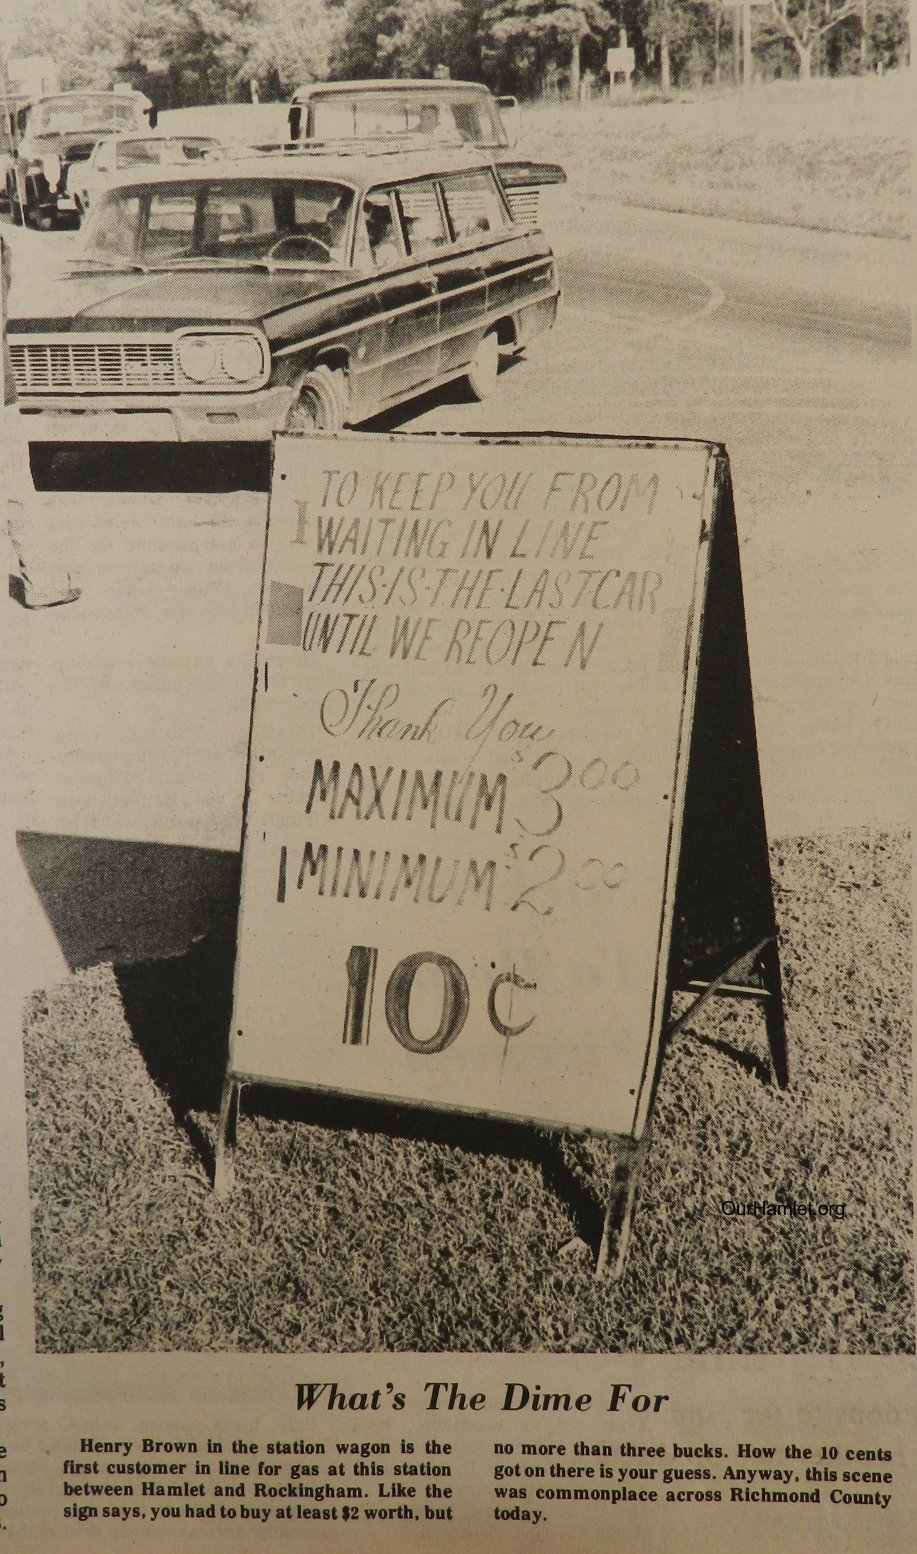 TO KEEP YOU FROM
WAITING IN LINE
THIS·IS·THE·LAST CAR
UNTIL WE REOPEN
Thank You
MAXIMUM $3.00
MINIMUM $2.00
10¢
OurHamlet.org
What's The Dime For
Henry Brown in the station wagon is the
first customer in line for gas at this station
between Hamlet and Rockingham. Like the
sign says, you had to buy at least $2 worth, but
no more than three bucks. How the 10 cents
got on there is your guess. Anyway, this scene
was commonplace across Richmond County
today.